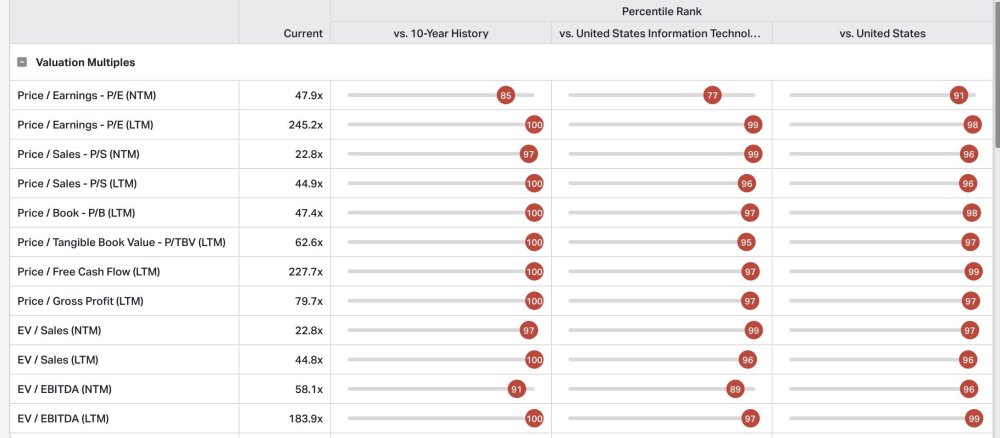 Percentile Rank
Current vs. 10-Year History vs. United States Information Technol... vs. United States
Valuation Multiples
Price / Earnings - P/E (NTM) 47.9x 85 77 91
Price / Earnings - P/E (LTM) 245.2x 100 99 98
Price / Sales - P/S (NTM) 22.8x 97 99 96
Price / Sales - P/S (LTM) 44.9x 100 96 96
Price / Book - P/B (LTM) 47.4x 100 97 98
Price / Tangible Book Value - P/TBV (LTM) 62.6x 100 95 97
Price / Free Cash Flow (LTM) 227.7x 100 97 99
Price / Gross Profit (LTM) 79.7x 100 97 97
EV / Sales (NTM) 22.8x 97 99 97
EV / Sales (LTM) 44.8x 100 96 96
EV / EBITDA (NTM) 58.1x 91 89 96
EV / EBITDA (LTM) 183.9x 100 97 99